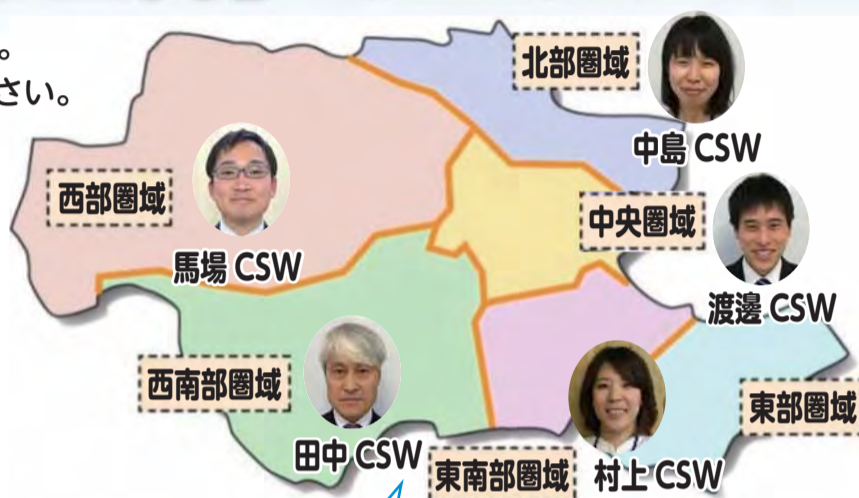 。
さい。
北部圏域
中島 CSW
西部圏域
馬場 CSW
中央圏域
渡邊 CSW
西南部圏域
田中 CSW
東部圏域
東南部圏域
村上 CSW